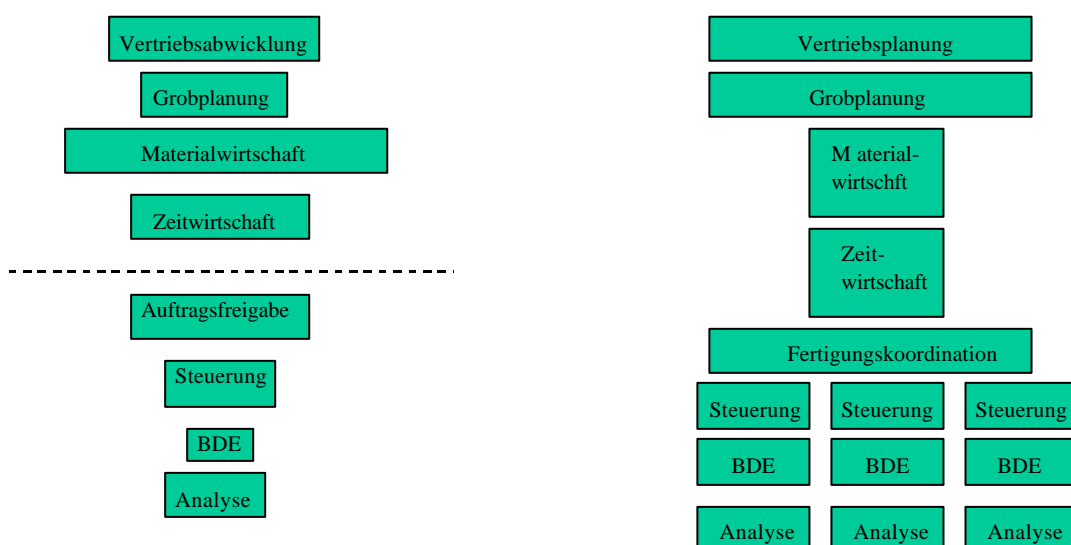 Vertriebsabwicklung
Grobplanung
Materialwirtschaft
Zeitwirtschaft
Auftragsfreigabe
Steuerung
BDE
Analyse
Vertriebsplanung
Grobplanung
M aterial-
wirtschft
Zeit-
wirtschaft
Fertigungskoordination
Steuerung Steuerung Steuerung
BDE BDE BDE
Analyse Analyse Analyse